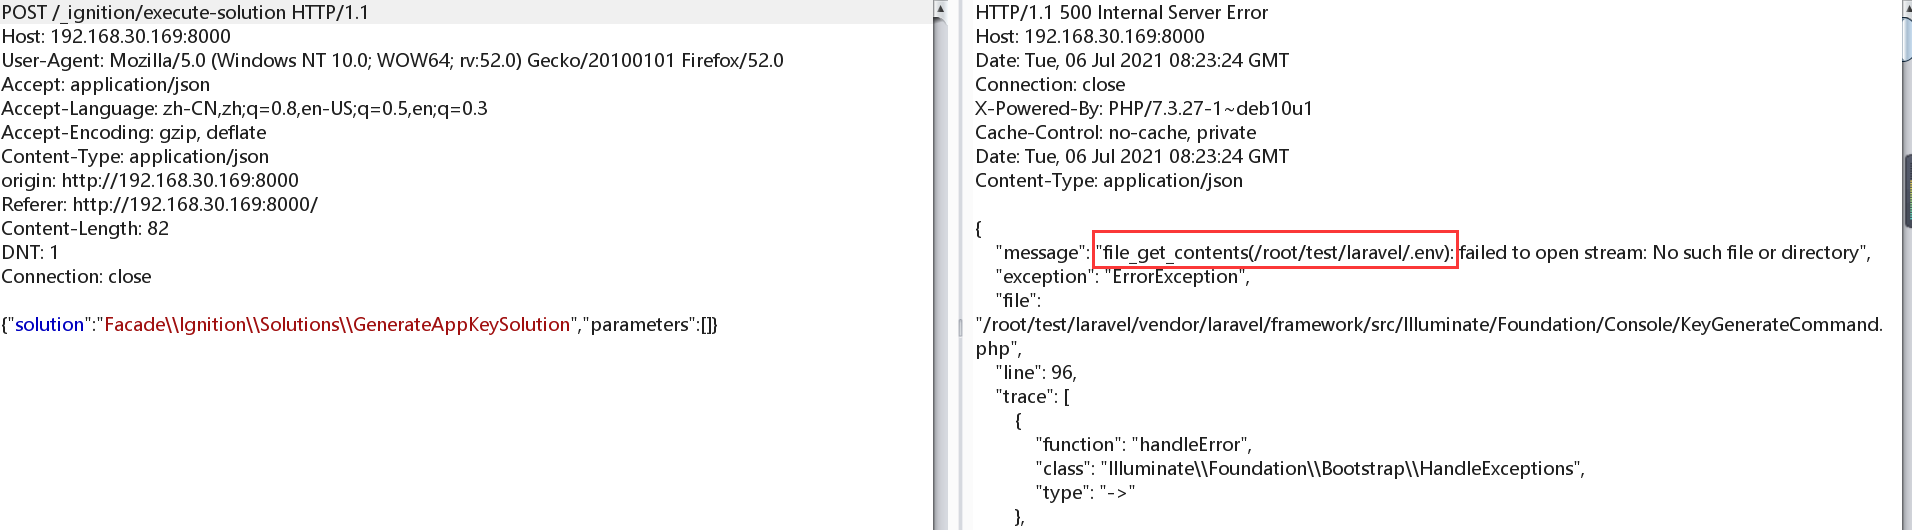 POST /_ignition/execute-solution HTTP/1.1
Host: 192.168.30.169:8000
User-Agent: Mozilla/5.0 (Windows NT 10.0; WOW64; rv:52.0) Gecko/20100101 Firefox/52.0
Accept: application/json
Accept-Language: zh-CN,zh;q=0.8,en-US;q=0.5,en;q=0.3
Accept-Encoding: gzip, deflate
Content-Type: application/json
origin: http://192.168.30.169:8000
Referer: http://192.168.30.169:8000/
Content-Length: 82
DNT: 1
Connection: close
{"solution":"Facade\\Ignition\\Solutions\\GenerateAppKeySolution","parameters":[]}
HTTP/1.1 500 Internal Server Error
Host: 192.168.30.169:8000
Date: Tue, 06 Jul 2021 08:23:24 GMT
Connection: close
X-Powered-By: PHP/7.3.27-1~deb10u1
Cache-Control: no-cache, private
Date: Tue, 06 Jul 2021 08:23:24 GMT
Content-Type: application/json
{
"message": "file_get_contents(/root/test/laravel/.env): failed to open stream: No such file or directory",
"exception": "ErrorException",
"file":
"/root/test/laravel/vendor/laravel/framework/src/Illuminate/Foundation/Console/KeyGenerateCommand.
php",
"line": 96,
"trace": [
{
"function": "handleError",
"class": "Illuminate\\Foundation\\Bootstrap\\HandleExceptions",
"type": "->"
},